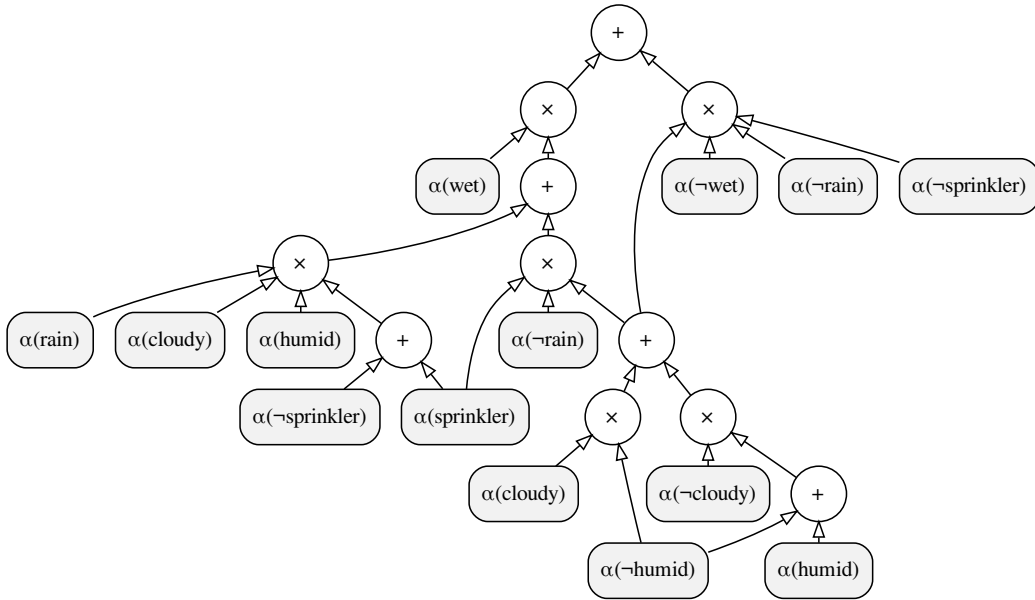 +
× ×
α(wet) + α(¬wet) α(¬rain) α(¬sprinkler)
× ×
α(rain) α(cloudy) α(humid) + α(¬rain) +
α(¬sprinkler) α(sprinkler) × ×
α(cloudy) α(¬cloudy) +
α(¬humid) α(humid)